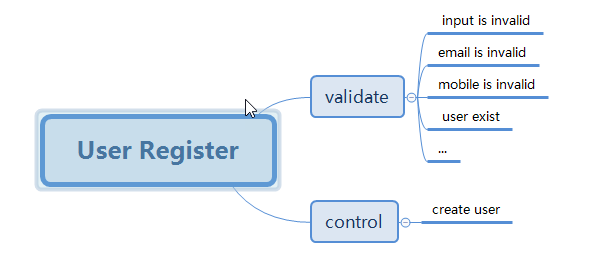 User Register
validate
input is invalid
email is invalid
mobile is invalid
user exist
...
control
create user